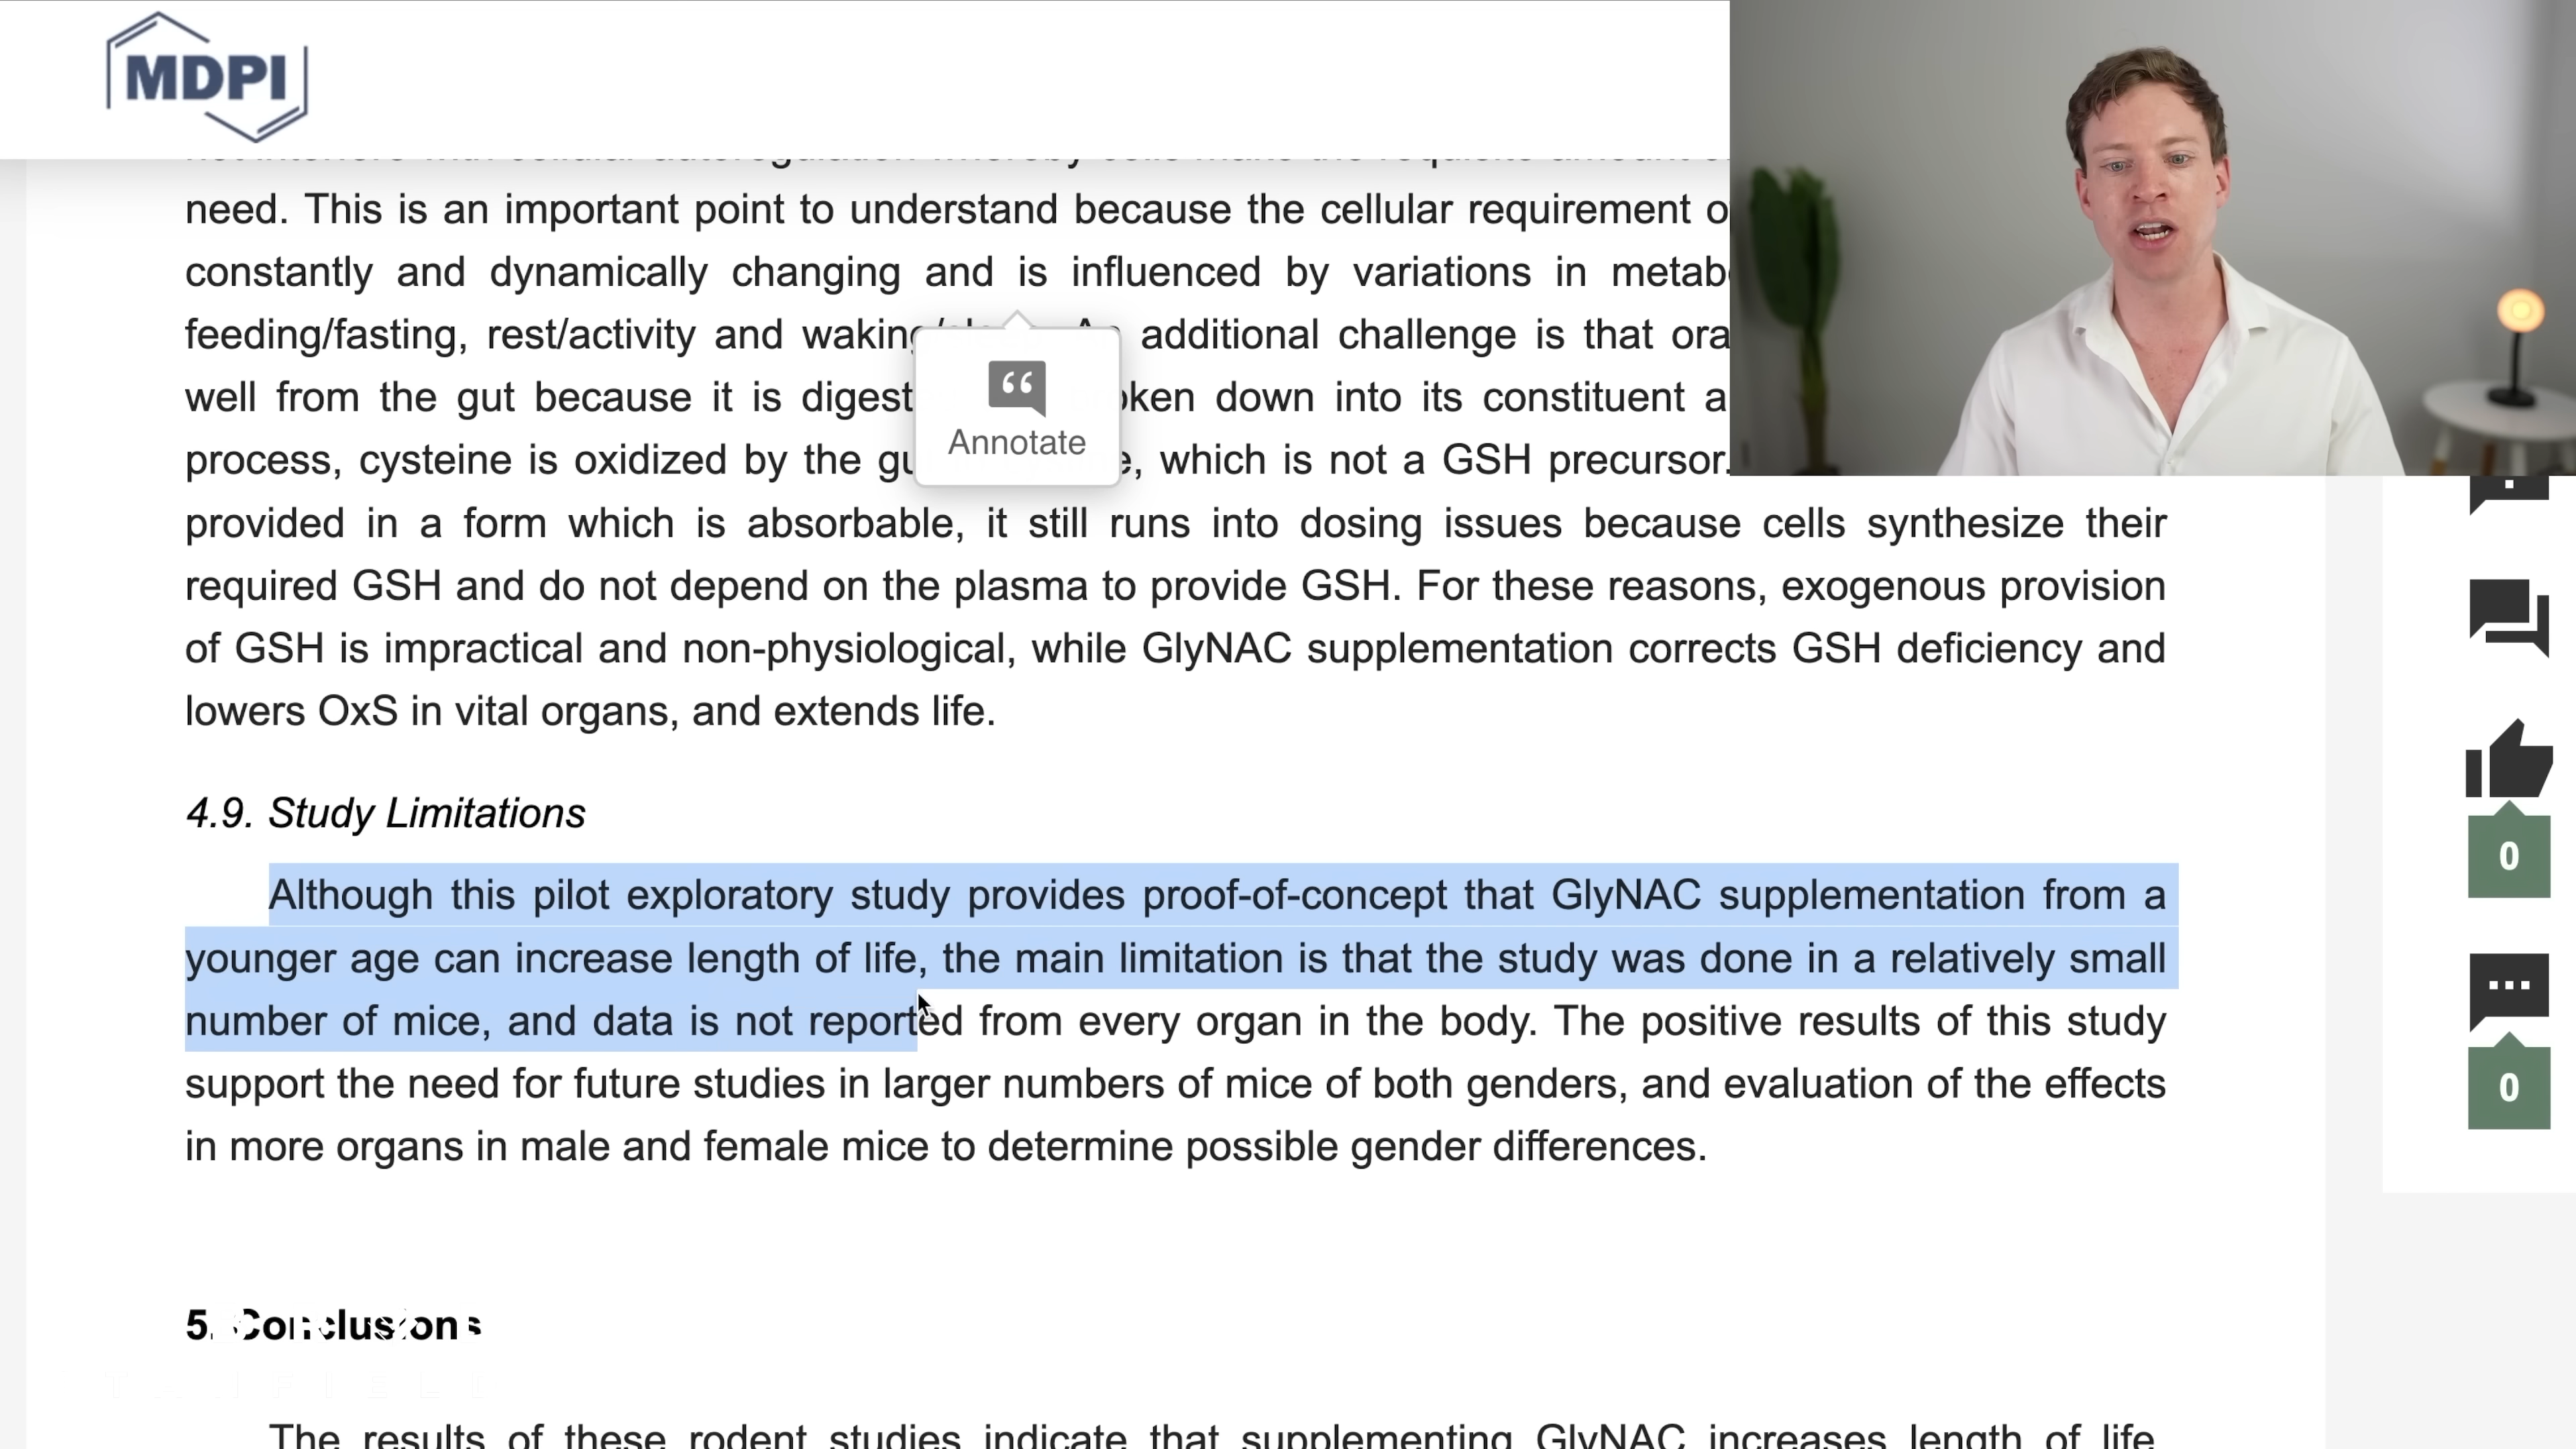 MDPI
need. This is an important point to understand because the cellular requirement
constantly and dynamically changing and is influenced by variations in
feeding/fasting, rest/activity and additional challenge is that
well from the gut because it is down into its constituent
process, cysteine is oxidized by the which is not a GSH precursor.
Annotate
provided in a form which is absorbable, it still runs into dosing issues because cells synthesize their
required GSH and do not depend on the plasma to provide GSH. For these reasons, exogenous provision
of GSH is impractical and non-physiological, while GlyNAC supplementation corrects GSH deficiency and
lowers OxS in vital organs, and extends life.
4.9. Study Limitations
Although this pilot exploratory study provides proof-of-concept that GlyNAC supplementation from a
younger age can increase length of life, the main limitation is that the study was done in a relatively small
number of mice, and data is not reported from every organ in the body. The positive results of this study
support the need for future studies in larger numbers of mice of both genders, and evaluation of the effects
in more organs in male and female mice to determine possible gender differences.
0
0
5. Conclusions
The results of these rodent studies indicate that supplementing GlyNAC increases length of life